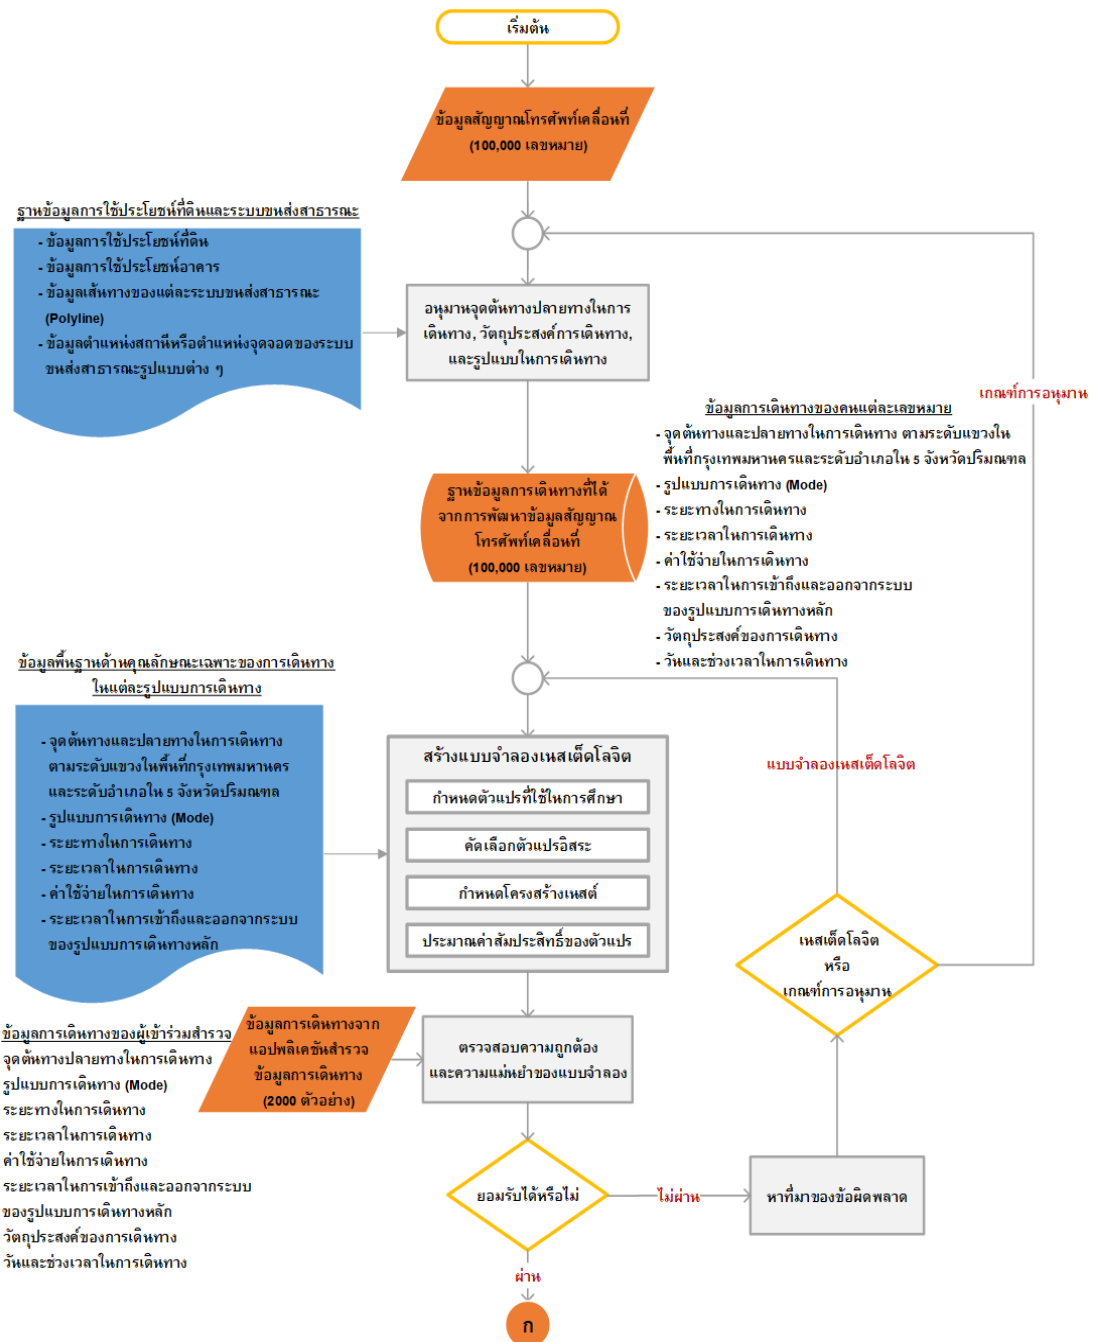 เริ่มต้น
ข้อมูลสัญญาณโทรศัพท์เคลื่อนที่
(100,000 เลขหมาย)
ฐานข้อมูลการใช้ประโยชน์ที่ดินและระบบขนส่งสาธารณะ
- ข้อมูลการใช้ประโยชน์ที่ดิน
- ข้อมูลการใช้ประโยชน์อาคาร
- ข้อมูลเส้นทางของแต่ละระบบขนส่งสาธารณะ
(Polyline)
- ข้อมูลตำแหน่งสถานีหรือตำแหน่งจุดจอดของระบบ
ขนส่งสาธารณะรูปแบบต่าง ๆ
อนุมานจุดต้นทางปลายทางในการ
เดินทาง, วัตถุประสงค์การเดินทาง,
และรูปแบบในการเดินทาง
เกณฑ์การอนุมาน
ข้อมูลการเดินทางของคนแต่ละเลขหมาย
- จุดต้นทางและปลายทางในการเดินทาง ตามระดับแขวงใน
พื้นที่กรุงเทพมหานครและระดับอำเภอใน 5 จังหวัดปริมณฑล
- รูปแบบการเดินทาง (Mode)
- ระยะทางในการเดินทาง
- ระยะเวลาในการเดินทาง
- ค่าใช้จ่ายในการเดินทาง
- ระยะเวลาในการเข้าถึงและออกจากระบบ
ของรูปแบบการเดินทางหลัก
- วัตถุประสงค์ของการเดินทาง
- วันและช่วงเวลาในการเดินทาง
ฐานข้อมูลการเดินทางที่ได้
จากการพัฒนาข้อมูลสัญญาณ
โทรศัพท์เคลื่อนที่
(100,000 เลขหมาย)
ข้อมูลพื้นฐานด้านคุณลักษณะเฉพาะของการเดินทาง
ในแต่ละรูปแบบการเดินทาง
- จุดต้นทางและปลายทางในการเดินทาง
ตามระดับแขวงในพื้นที่กรุงเทพมหานคร
และระดับอำเภอใน 5 จังหวัดปริมณฑล
- รูปแบบการเดินทาง (Mode)
- ระยะทางในการเดินทาง
- ระยะเวลาในการเดินทาง
- ค่าใช้จ่ายในการเดินทาง
- ระยะเวลาในการเข้าถึงและออกจากระบบ
ของรูปแบบการเดินทางหลัก
สร้างแบบจำลองเนสเต็ดโลจิต
กำหนดตัวแปรที่ใช้ในการศึกษา
คัดเลือกตัวแปรอิสระ
กำหนดโครงสร้างเนสต์
ประมาณค่าสัมประสิทธิ์ของตัวแปร
แบบจำลองเนสเต็ดโลจิต
เนสเต็ดโลจิต
หรือ
เกณฑ์การอนุมาน
ข้อมูลการเดินทางของผู้เข้าร่วมสำรวจ
จุดต้นทางปลายทางในการเดินทาง
รูปแบบการเดินทาง (Mode)
ระยะทางในการเดินทาง
ระยะเวลาในการเดินทาง
ค่าใช้จ่ายในการเดินทาง
ระยะเวลาในการเข้าถึงและออกจากระบบ
ของรูปแบบการเดินทางหลัก
วัตถุประสงค์ของการเดินทาง
วันและช่วงเวลาในการเดินทาง
ข้อมูลการเดินทางจาก
แอปพลิเคชันสำรวจ
ข้อมูลการเดินทาง
(2000 ตัวอย่าง)
ตรวจสอบความถูกต้อง
และความแม่นยำของแบบจำลอง
ยอมรับได้หรือไม่
ไม่ผ่าน
หาที่มาของข้อผิดพลาด
ผ่าน
ก